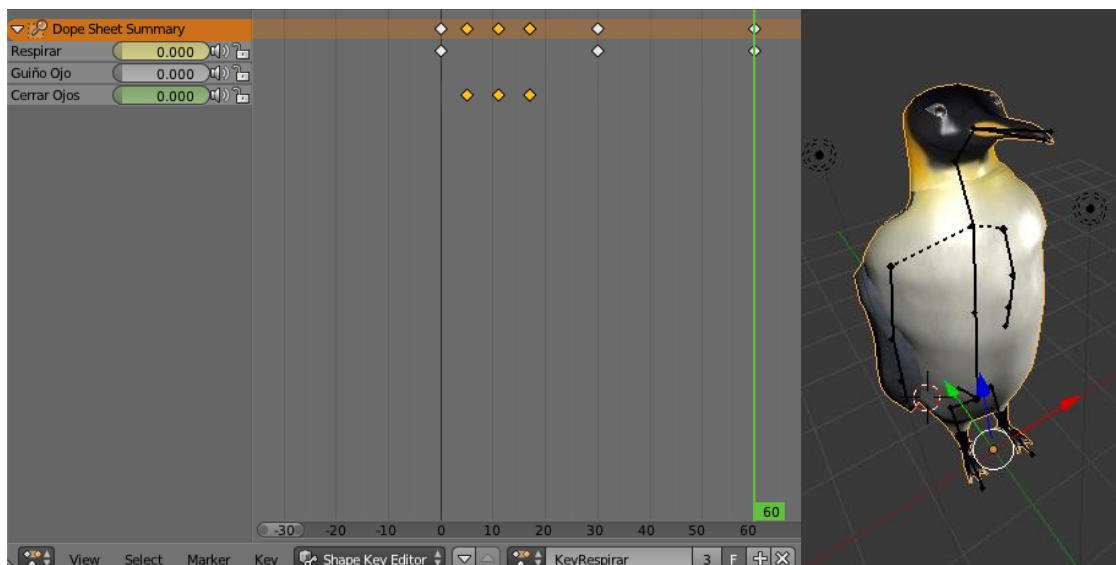 Dope Sheet Summary
Respirar 0.000
Guiño Ojo 0.000
Cerrar Ojos 0.000
60
-30 -20 -10 0 10 20 30 40 50 60
View Select Marker Key Shape Key Editor KeyRespirar 3 F